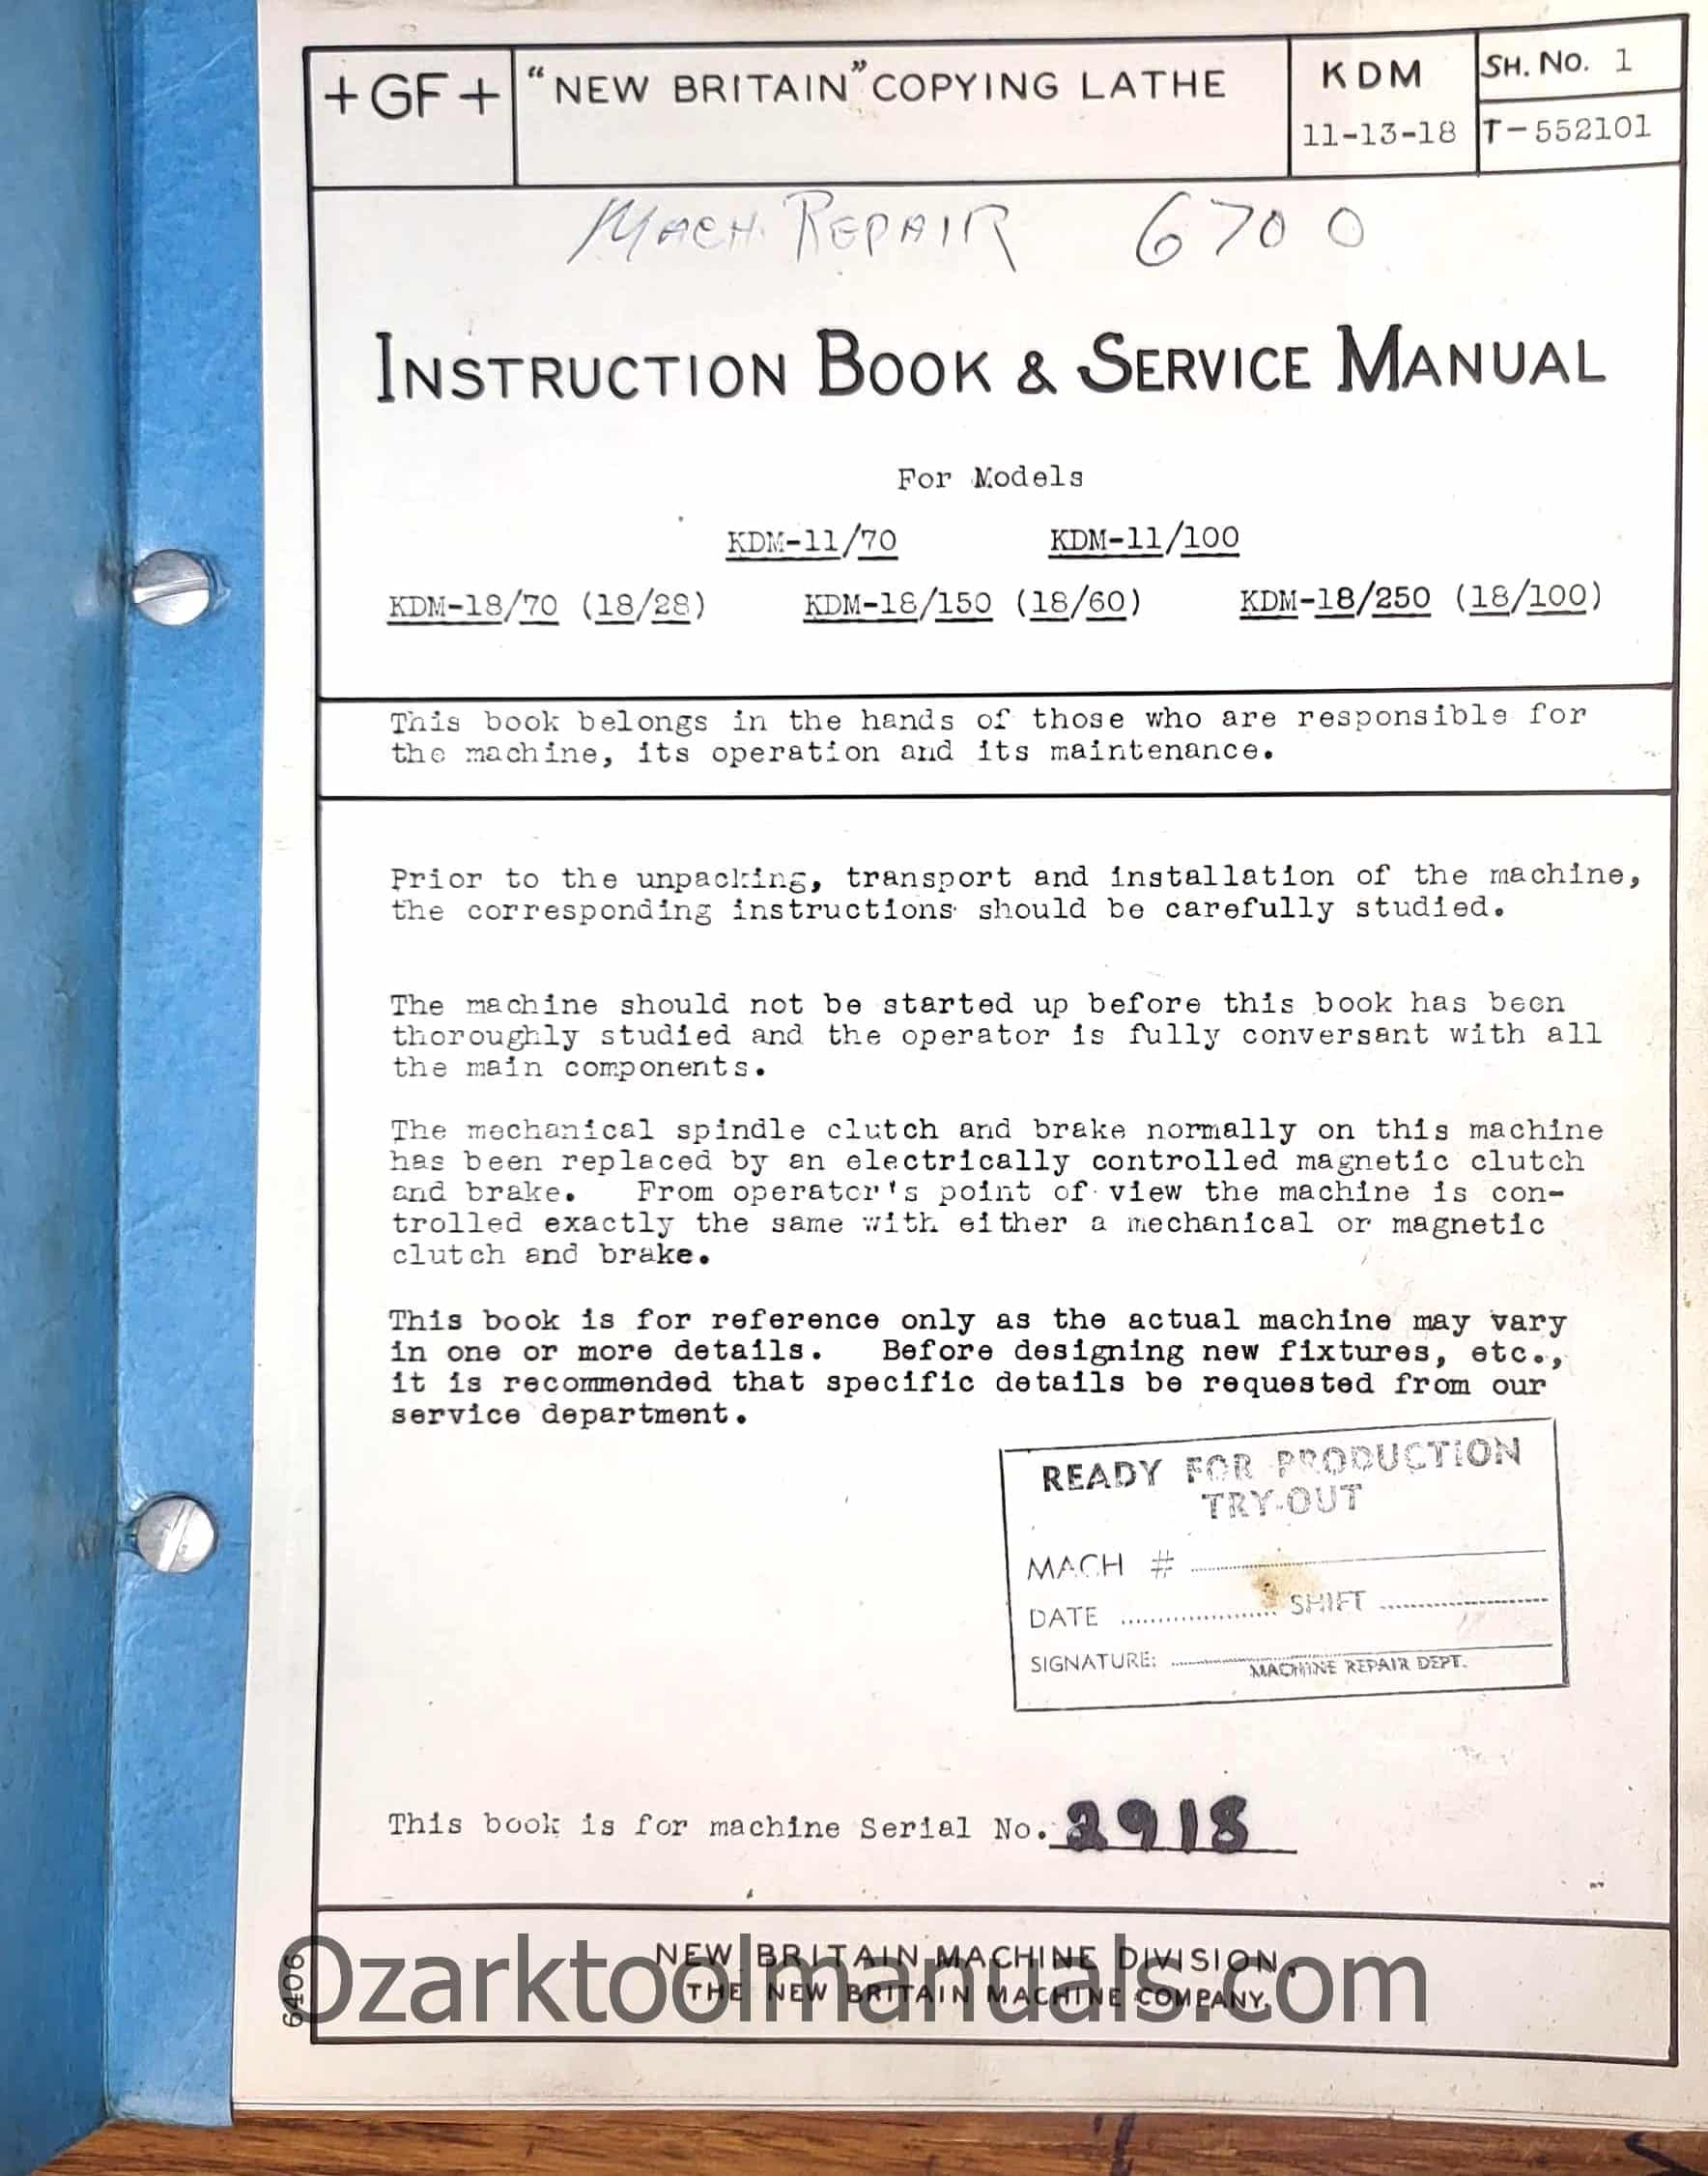 +GF+ "NEW BRITAIN" COPYING LATHE KDM SH. No. 1
11-13-18 T-552101
MACH. REPAIR 6700
INSTRUCTION BOOK & SERVICE MANUAL
For Models
KDM-11/70 KDM-11/100
KDM-18/70 (18/28) KDM-18/150 (18/60) KDM-18/250 (18/100)
This book belongs in the hands of those who are responsible for
the machine, its operation and its maintenance.
Prior to the unpacking, transport and installation of the machine,
the corresponding instructions should be carefully studied.
The machine should not be started up before this book has been
thoroughly studied and the operator is fully conversant with all
the main components.
The mechanical spindle clutch and brake normally on this machine
has been replaced by an electrically controlled magnetic clutch
and brake. From operator's point of view the machine is con-
trolled exactly the same with either a mechanical or magnetic
clutch and brake.
This book is for reference only as the actual machine may vary
in one or more details. Before designing new fixtures, etc.,
it is recommended that specific details be requested from our
service department.
READY FOR PRODUCTION
TRY-OUT
MACH #
DATE SHIFT
SIGNATURE:
MACHINE REPAIR DEPT.
This book is for machine Serial No. 2918
NEW BRITAIN MACHINE DIVISION,
THE NEW BRITAIN MACHINE COMPANY,
Ozarktoolmanuals.com
6406